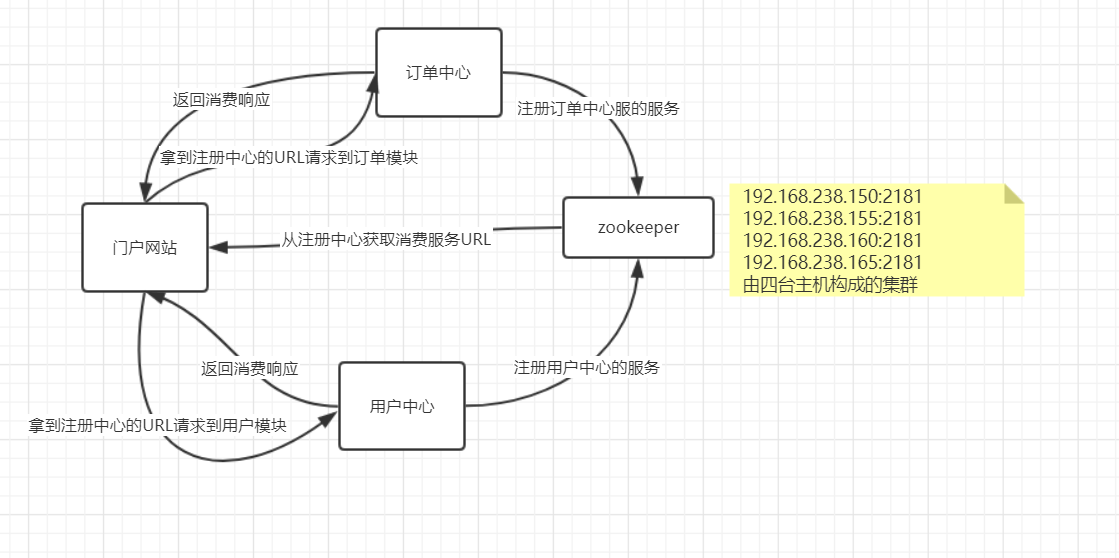 订单中心
返回消费响应
注册订单中心服的服务
拿到注册中心的URL请求到订单模块
192.168.238.150:2181
192.168.238.155:2181
192.168.238.160:2181
192.168.238.165:2181
由四台主机构成的集群
zookeeper
门户网站
从注册中心获取消费服务URL
返回消费响应
注册用户中心的服务
用户中心
拿到注册中心的URL请求到用户模块